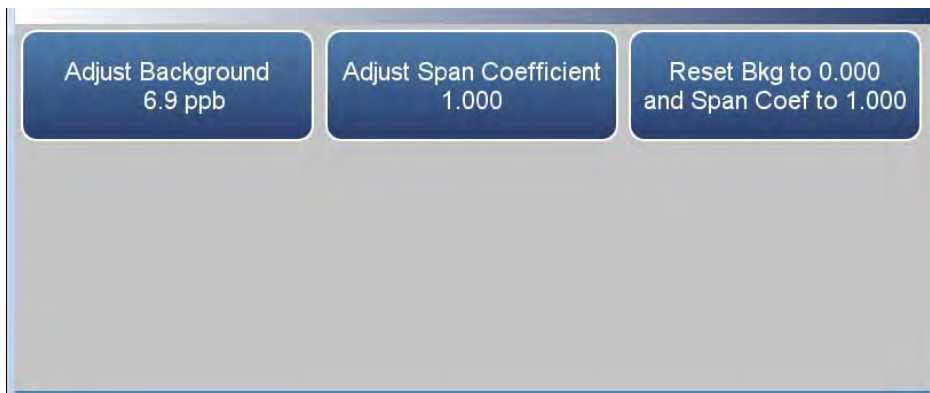 Adjust Background
6.9 ppb
Adjust Span Coefficient
1.000
Reset Bkg to 0.000
and Span Coef to 1.000